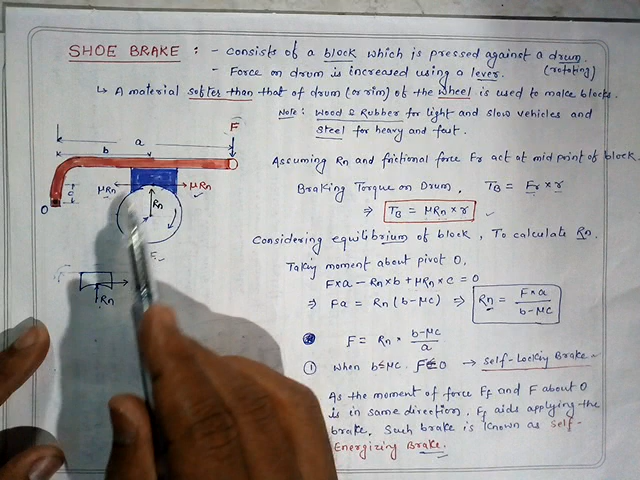 SHOE BRAKE : - Consists of a block which is pressed against a drum.
- Force on drum is increased using a lever. (rotating)
↳ A material softer than that of drum (or rim) of the wheel is used to make blocks.
Note: Wood & Rubber for light and slow vehicles and
steel for heavy and fast.
F
a
b
c
O
μRn
μRn
Rn
Rn
Assuming Rn and frictional force Fr act at mid point of block.
Braking Torque on Drum, TB = Fr × r
⇒ TB = μRn × r
Considering equilibrium of block, To calculate Rn.
Taking moment about pivot O,
F×a - Rn×b + μRn×c = 0
⇒ Fa = Rn (b-μc) ⇒ Rn = F×a / b-μc
F = Rn × b-μc / a
① When b≤μc, F≤0 → Self-Locking Brake
As the moment of force Ff and F about O
is in same direction, Ff aids applying the
brake. Such brake is known as Self-
Energizing Brake.